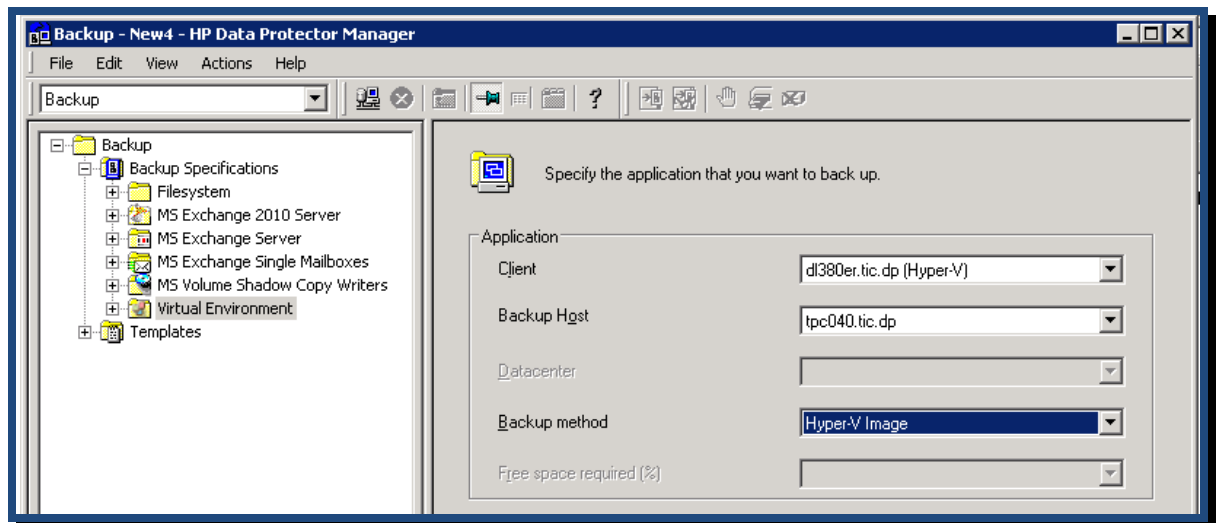 Backup - New4 - HP Data Protector Manager
File Edit View Actions Help
Backup
Backup
Backup Specifications
Filesystem
MS Exchange 2010 Server
MS Exchange Server
MS Exchange Single Mailboxes
MS Volume Shadow Copy Writers
Virtual Environment
Templates
Specify the application that you want to back up.
Application
Client dl380er.tic.dp (Hyper-V)
Backup Host tpc040.tic.dp
Datacenter
Backup method Hyper-V Image
Free space required (%)